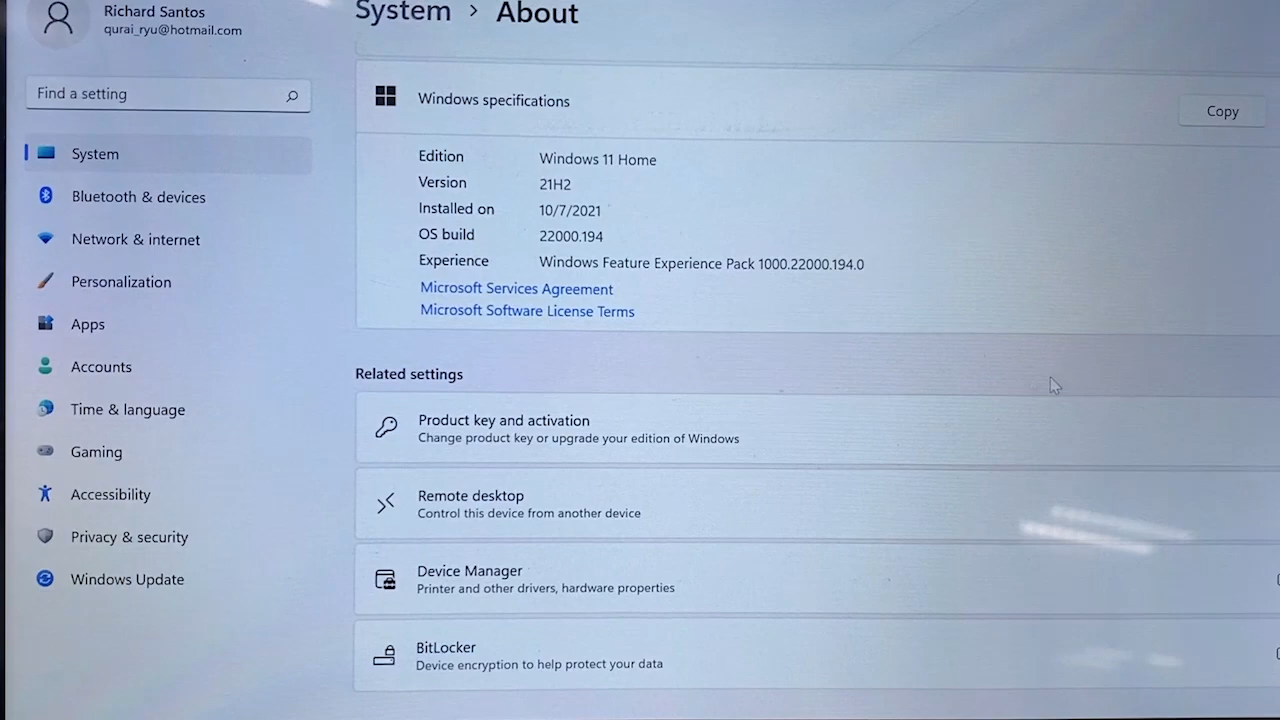 Richard Santos
qurai_ryu@hotmail.com
Find a setting
System
Bluetooth & devices
Network & internet
Personalization
Apps
Accounts
Time & language
Gaming
Accessibility
Privacy & security
Windows Update
System > About
Windows specifications
Copy
Edition Windows 11 Home
Version 21H2
Installed on 10/7/2021
OS build 22000.194
Experience Windows Feature Experience Pack 1000.22000.194.0
Microsoft Services Agreement
Microsoft Software License Terms
Related settings
Product key and activation
Change product key or upgrade your edition of Windows
Remote desktop
Control this device from another device
Device Manager
Printer and other drivers, hardware properties
BitLocker
Device encryption to help protect your data